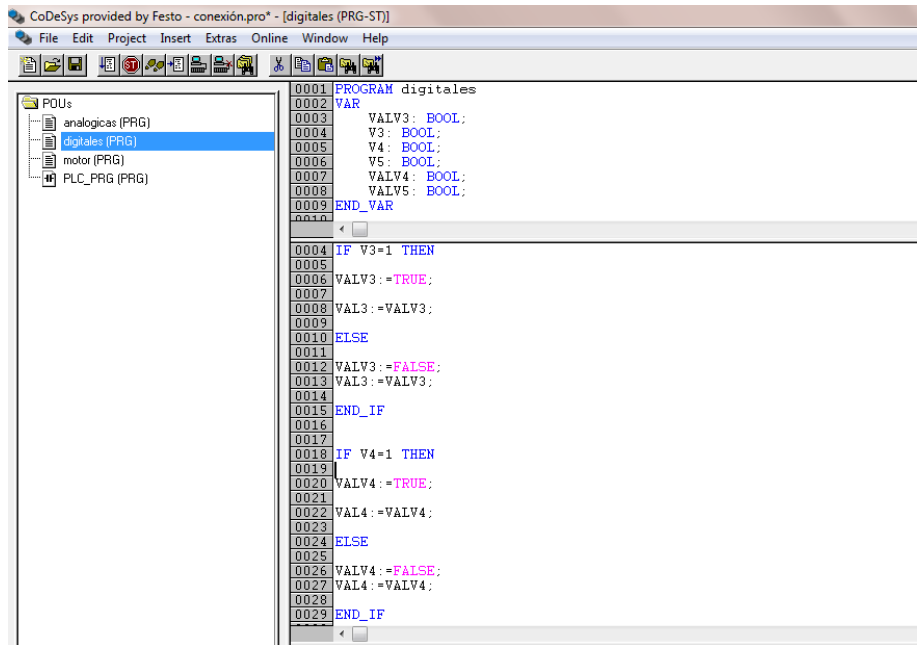 CoDeSys provided by Festo - conexión.pro* - [digitales (PRG-ST)]
File Edit Project Insert Extras Online Window Help
POUs
analogicas (PRG)
digitales (PRG)
motor (PRG)
PLC_PRG (PRG)
0001 PROGRAM digitales
0002 VAR
0003 VALV3: BOOL;
0004 V3: BOOL;
0005 V4: BOOL;
0006 V5: BOOL;
0007 VALV4: BOOL;
0008 VALV5: BOOL;
0009 END_VAR
0010
0004 IF V3=1 THEN
0005
0006 VALV3:=TRUE;
0007
0008 VAL3:=VALV3;
0009
0010 ELSE
0011
0012 VALV3:=FALSE;
0013 VAL3:=VALV3;
0014
0015 END_IF
0016
0017
0018 IF V4=1 THEN
0019
0020 VALV4:=TRUE;
0021
0022 VAL4:=VALV4;
0023
0024 ELSE
0025
0026 VALV4:=FALSE;
0027 VAL4:=VALV4;
0028
0029 END_IF